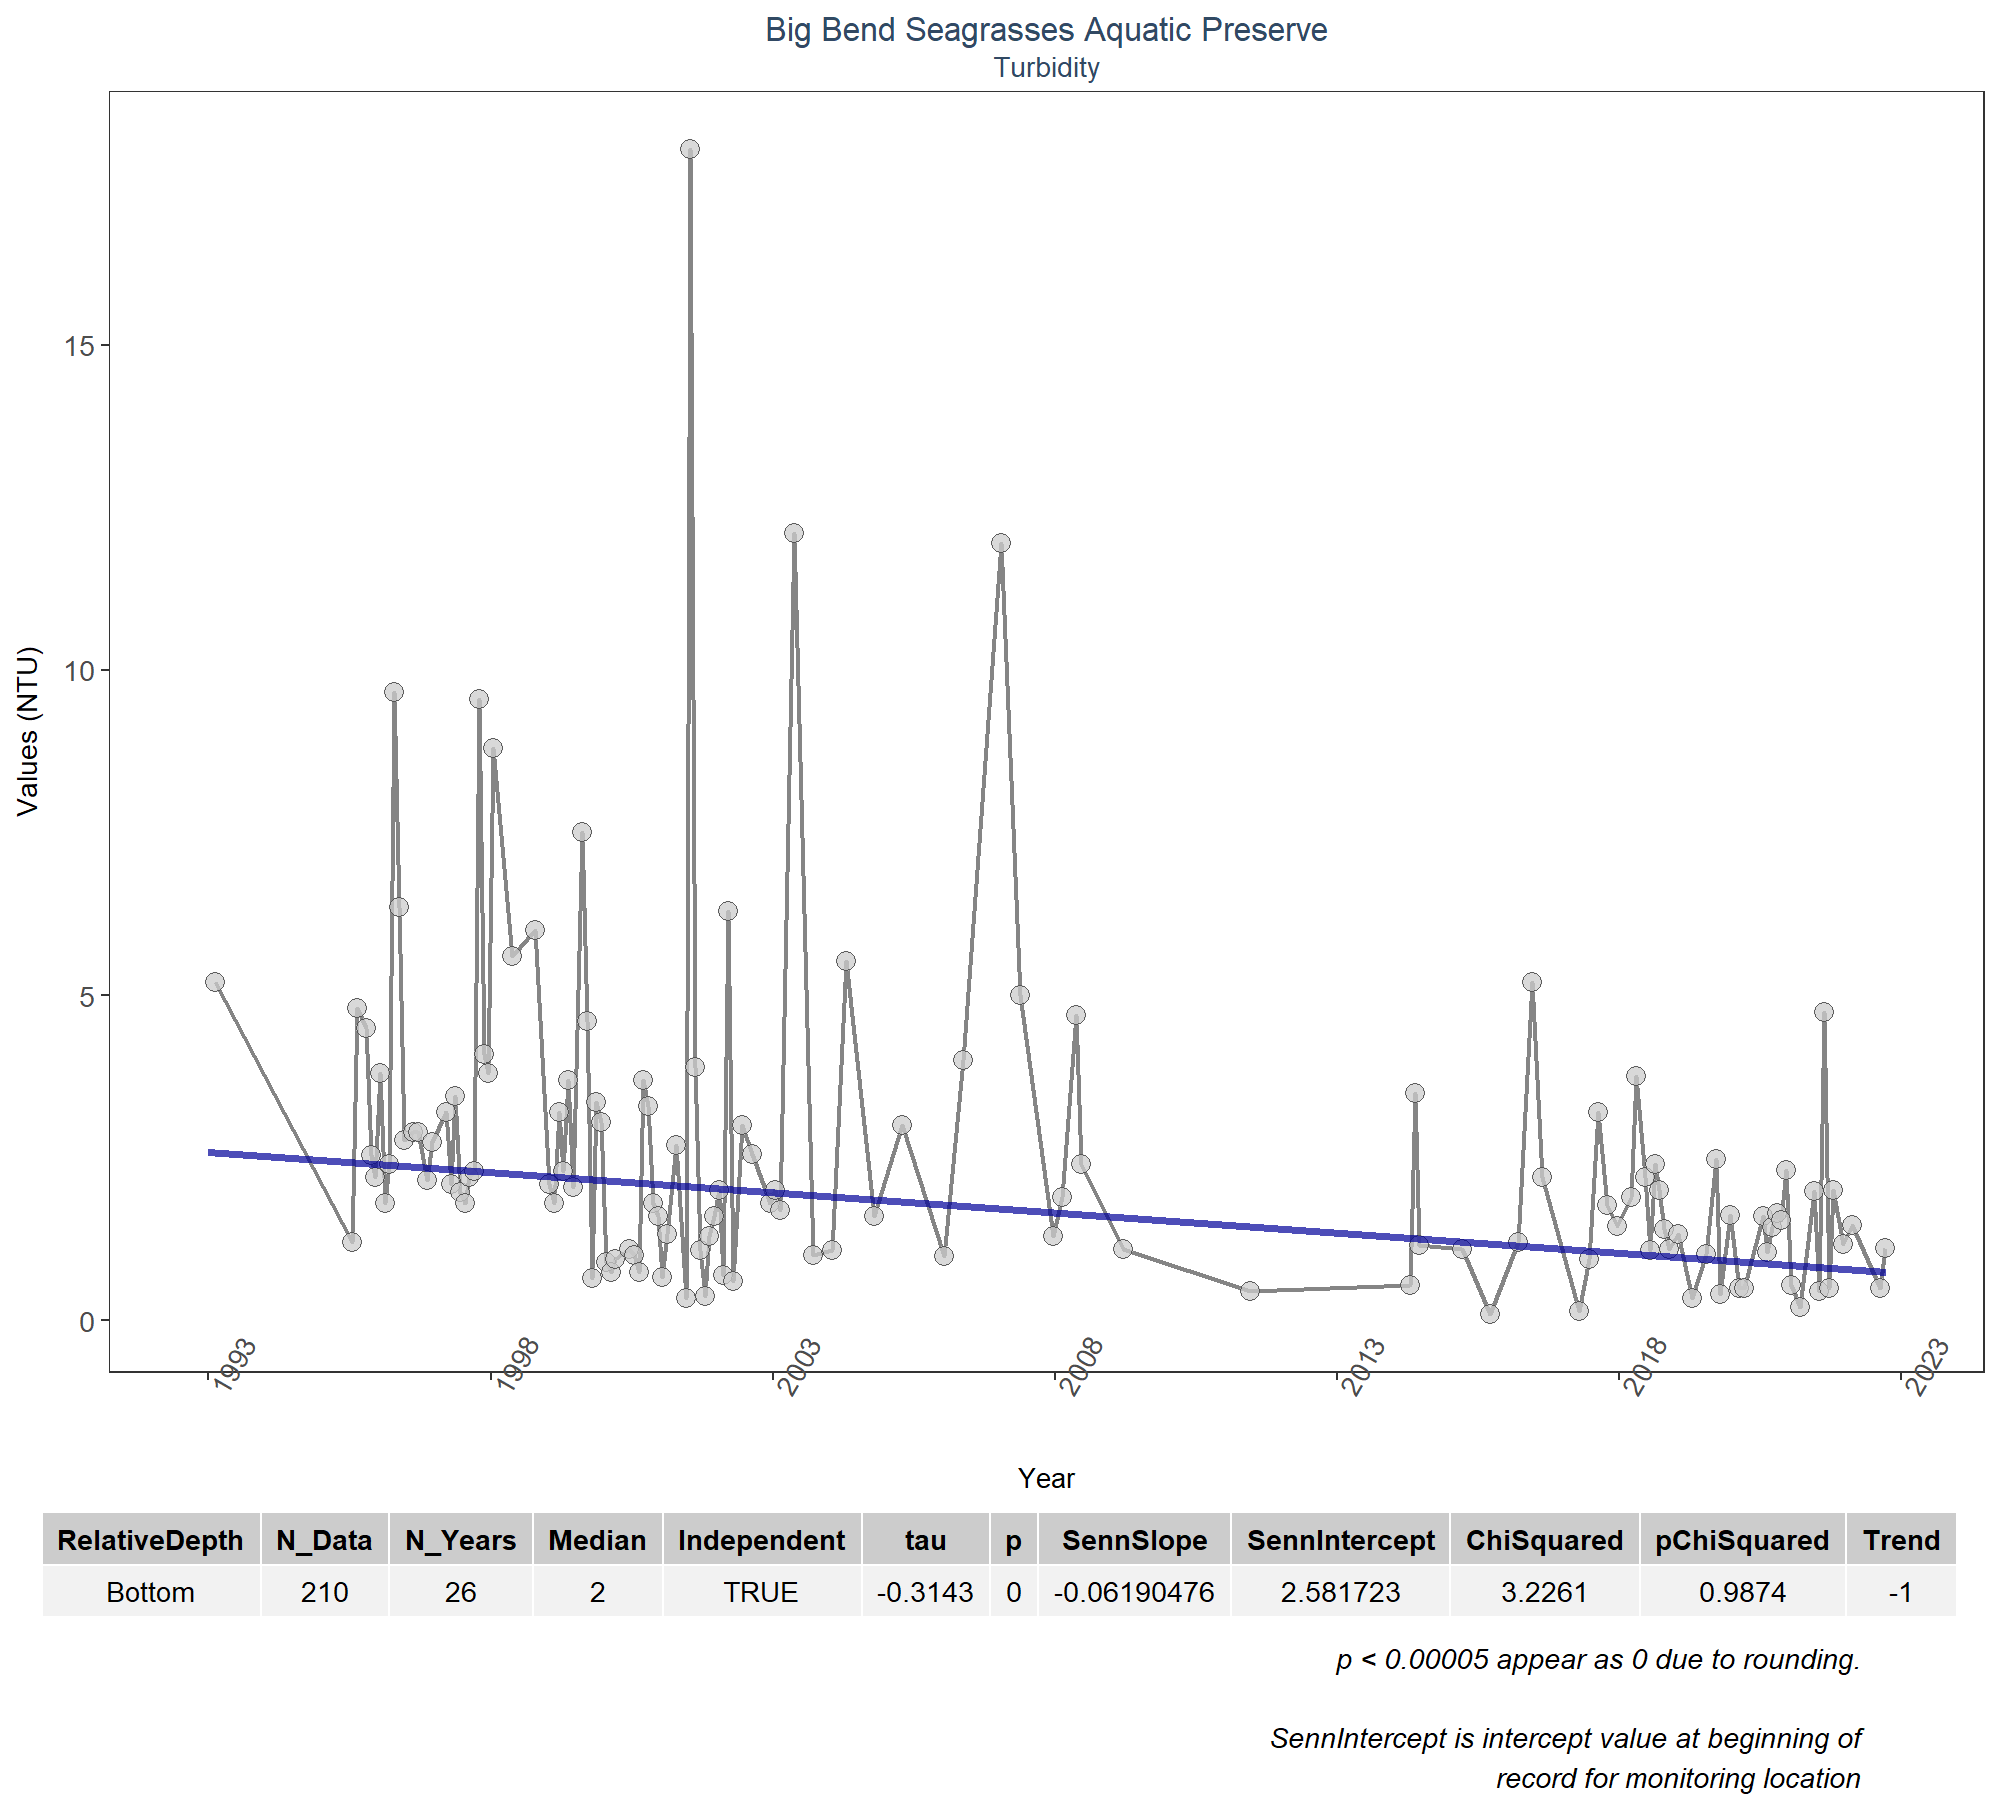 Big Bend Seagrasses Aquatic Preserve
Turbidity
Values (NTU)
15
10
5
0
1993 1998 2003 2008 2013 2018 2023
Year
RelativeDepth N_Data N_Years Median Independent tau p SennSlope SennIntercept ChiSquared pChiSquared Trend
Bottom 210 26 2 TRUE -0.3143 0 -0.06190476 2.581723 3.2261 0.9874 -1
p < 0.00005 appear as 0 due to rounding.
SennIntercept is intercept value at beginning of
record for monitoring location